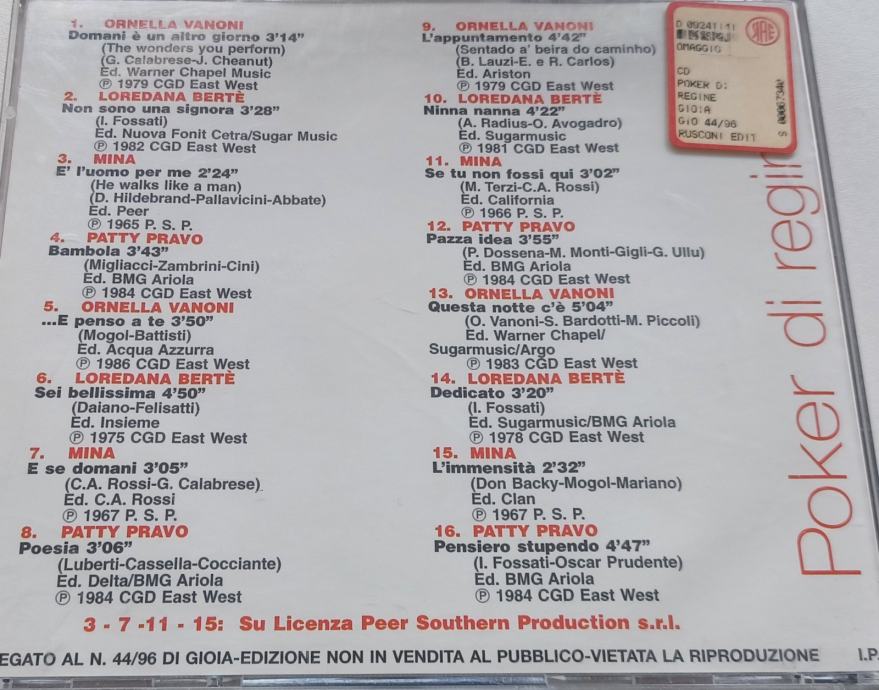 1. ORNELLA VANONI
Domani è un altro giorno 3'14"
(The wonders you perform)
(G. Calabrese-J. Cheanut)
Ed. Warner Chapel Music
℗ 1979 CGD East West
2. LOREDANA BERTÈ
Non sono una signora 3'28"
(I. Fossati)
Ed. Nuova Fonit Cetra/Sugar Music
℗ 1982 CGD East West
3. MINA
E' l'uomo per me 2'24"
(He walks like a man)
(D. Hildebrand-Pallavicini-Abbate)
Ed. Peer
℗ 1965 P. S. P.
4. PATTY PRAVO
Bambola 3'43"
(Migliacci-Zambrini-Cini)
Ed. BMG Ariola
℗ 1984 CGD East West
5. ORNELLA VANONI
...E penso a te 3'50"
(Mogol-Battisti)
Ed. Acqua Azzurra
℗ 1986 CGD East West
6. LOREDANA BERTÈ
Sei bellissima 4'50"
(Daiano-Felisatti)
Ed. Insieme
℗ 1975 CGD East West
7. MINA
E se domani 3'05"
(C.A. Rossi-G. Calabrese)
Ed. C.A. Rossi
℗ 1967 P. S. P.
8. PATTY PRAVO
Poesia 3'06"
(Luberti-Cassella-Cocciante)
Ed. Delta/BMG Ariola
℗ 1984 CGD East West
9. ORNELLA VANONI
L'appuntamento 4'42"
(Sentado a' beira do caminho)
(B. Lauzi-E. e R. Carlos)
Ed. Ariston
℗ 1979 CGD East West
10. LOREDANA BERTÈ
Ninna nanna 4'22"
(A. Radius-O. Avogadro)
Ed. Sugarmusic
℗ 1981 CGD East West
11. MINA
Se tu non fossi qui 3'02"
(M. Terzi-C.A. Rossi)
Ed. California
℗ 1966 P. S. P.
12. PATTY PRAVO
Pazza idea 3'55"
(P. Dossena-M. Monti-Gigli-G. Ullu)
Ed. BMG Ariola
℗ 1984 CGD East West
13. ORNELLA VANONI
Questa notte c'è 5'04"
(O. Vanoni-S. Bardotti-M. Piccoli)
Ed. Warner Chapel/
Sugarmusic/Argo
℗ 1983 CGD East West
14. LOREDANA BERTÈ
Dedicato 3'20"
(I. Fossati)
Ed. Sugarmusic/BMG Ariola
℗ 1978 CGD East West
15. MINA
L'immensità 2'32"
(Don Backy-Mogol-Mariano)
Ed. Clan
℗ 1967 P. S. P.
16. PATTY PRAVO
Pensiero stupendo 4'47"
(I. Fossati-Oscar Prudente)
Ed. BMG Ariola
℗ 1984 CGD East West
3 - 7 -11 - 15: Su Licenza Peer Southern Production s.r.l.
EGATO AL N. 44/96 DI GIOIA-EDIZIONE NON IN VENDITA AL PUBBLICO-VIETATA LA RIPRODUZIONE I.P.
OMAGGIO
CD
POKER DI
REGINE
GIOIA
GIO 44/96
RUSCONI EDIT
Poker di regin